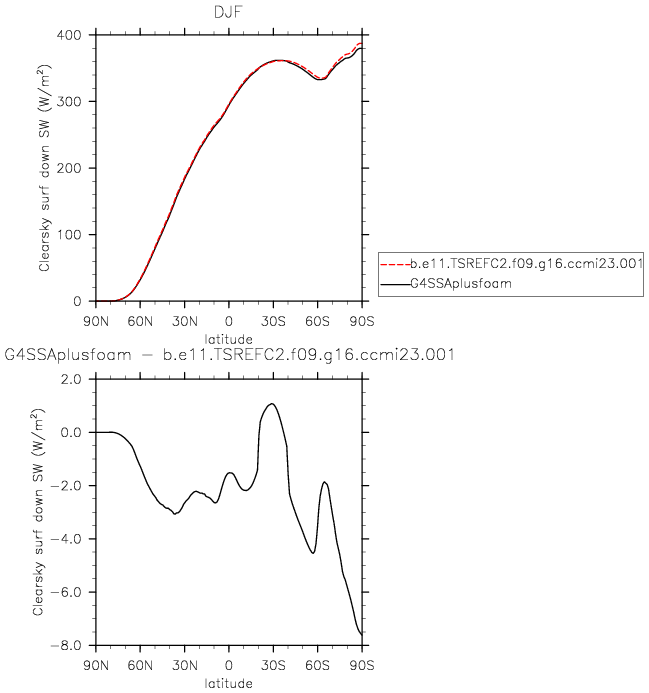 DJF
400
300
200
100
0
Clearsky surf down SW (W/m²)
90N 60N 30N 0 30S 60S 90S
latitude
b.e11.TSREFC2.f09.g16.ccmi23.001
G4SSAplusfoam
G4SSAplusfoam − b.e11.TSREFC2.f09.g16.ccmi23.001
2.0
0.0
−2.0
−4.0
−6.0
−8.0
Clearsky surf down SW (W/m²)
90N 60N 30N 0 30S 60S 90S
latitude